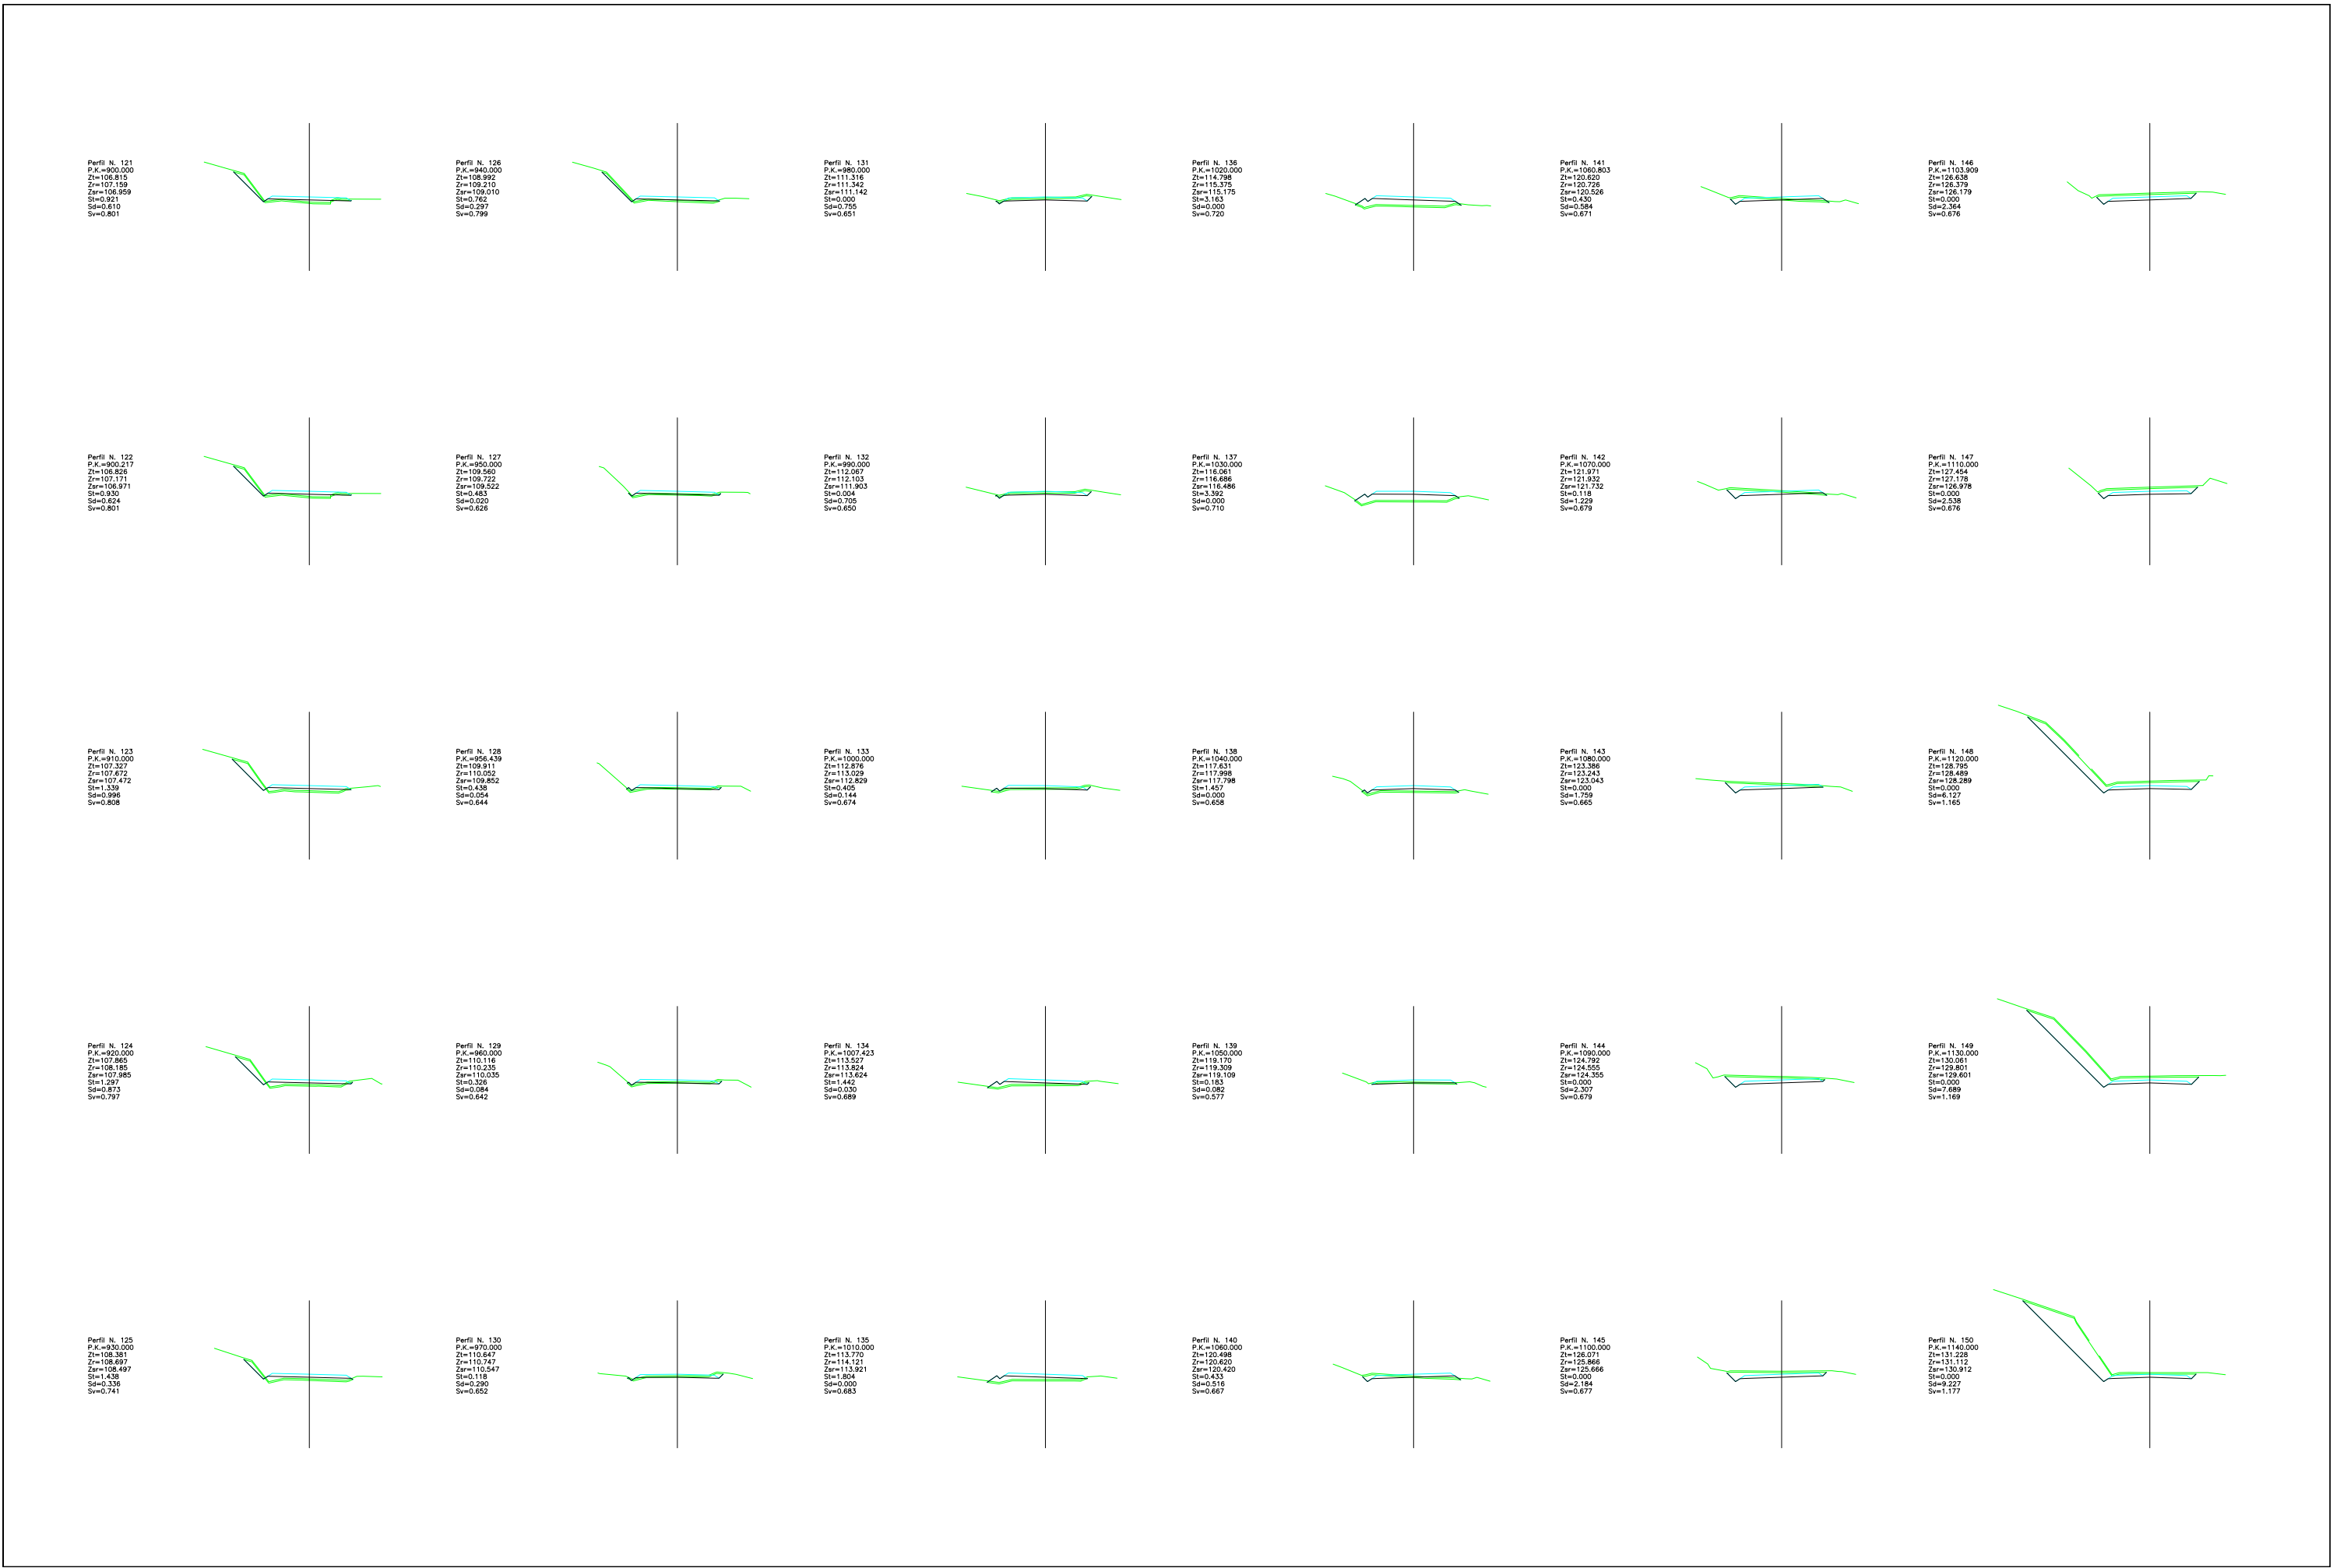 Perfil N. 121
P.K.=900.000
Zt=106.815
Zr=107.159
Zsr=106.959
St=0.921
Sd=0.610
Sv=0.801
Perfil N. 122
P.K.=900.217
Zt=106.826
Zr=107.171
Zsr=106.971
St=0.930
Sd=0.624
Sv=0.801
Perfil N. 123
P.K.=910.000
Zt=107.327
Zr=107.672
Zsr=107.472
St=1.339
Sd=0.996
Sv=0.808
Perfil N. 124
P.K.=920.000
Zt=107.865
Zr=108.185
Zsr=107.985
St=1.297
Sd=0.873
Sv=0.797
Perfil N. 125
P.K.=930.000
Zt=108.381
Zr=108.697
Zsr=108.497
St=1.438
Sd=0.336
Sv=0.741
Perfil N. 126
P.K.=940.000
Zt=108.992
Zr=109.210
Zsr=109.010
St=0.762
Sd=0.297
Sv=0.799
Perfil N. 127
P.K.=950.000
Zt=109.560
Zr=109.722
Zsr=109.522
St=0.483
Sd=0.020
Sv=0.626
Perfil N. 128
P.K.=956.439
Zt=109.911
Zr=110.052
Zsr=109.852
St=0.438
Sd=0.054
Sv=0.644
Perfil N. 129
P.K.=960.000
Zt=110.116
Zr=110.235
Zsr=110.035
St=0.326
Sd=0.084
Sv=0.642
Perfil N. 130
P.K.=970.000
Zt=110.647
Zr=110.747
Zsr=110.547
St=0.118
Sd=0.290
Sv=0.652
Perfil N. 131
P.K.=980.000
Zt=111.316
Zr=111.342
Zsr=111.142
St=0.000
Sd=0.755
Sv=0.651
Perfil N. 132
P.K.=990.000
Zt=112.067
Zr=112.103
Zsr=111.903
St=0.004
Sd=0.705
Sv=0.650
Perfil N. 133
P.K.=1000.000
Zt=112.876
Zr=113.029
Zsr=112.829
St=0.405
Sd=0.144
Sv=0.674
Perfil N. 134
P.K.=1007.423
Zt=113.527
Zr=113.824
Zsr=113.624
St=1.442
Sd=0.030
Sv=0.689
Perfil N. 135
P.K.=1010.000
Zt=113.770
Zr=114.121
Zsr=113.921
St=1.804
Sd=0.000
Sv=0.683
Perfil N. 136
P.K.=1020.000
Zt=114.798
Zr=115.375
Zsr=115.175
St=3.163
Sd=0.000
Sv=0.720
Perfil N. 137
P.K.=1030.000
Zt=116.061
Zr=116.686
Zsr=116.486
St=3.392
Sd=0.000
Sv=0.710
Perfil N. 138
P.K.=1040.000
Zt=117.631
Zr=117.998
Zsr=117.798
St=1.457
Sd=0.000
Sv=0.658
Perfil N. 139
P.K.=1050.000
Zt=119.170
Zr=119.309
Zsr=119.109
St=0.183
Sd=0.082
Sv=0.577
Perfil N. 140
P.K.=1060.000
Zt=120.498
Zr=120.620
Zsr=120.420
St=0.433
Sd=0.516
Sv=0.667
Perfil N. 141
P.K.=1060.803
Zt=120.620
Zr=120.726
Zsr=120.526
St=0.430
Sd=0.584
Sv=0.671
Perfil N. 142
P.K.=1070.000
Zt=121.971
Zr=121.932
Zsr=121.732
St=0.118
Sd=1.229
Sv=0.679
Perfil N. 143
P.K.=1080.000
Zt=123.386
Zr=123.243
Zsr=123.043
St=0.000
Sd=1.759
Sv=0.665
Perfil N. 144
P.K.=1090.000
Zt=124.792
Zr=124.555
Zsr=124.355
St=0.000
Sd=2.307
Sv=0.679
Perfil N. 145
P.K.=1100.000
Zt=126.071
Zr=125.866
Zsr=125.666
St=0.000
Sd=2.184
Sv=0.677
Perfil N. 146
P.K.=1103.909
Zt=126.638
Zr=126.379
Zsr=126.179
St=0.000
Sd=2.364
Sv=0.676
Perfil N. 147
P.K.=1110.000
Zt=127.454
Zr=127.178
Zsr=126.978
St=0.000
Sd=2.538
Sv=0.676
Perfil N. 148
P.K.=1120.000
Zt=128.795
Zr=128.489
Zsr=128.289
St=0.000
Sd=6.127
Sv=1.165
Perfil N. 149
P.K.=1130.000
Zt=130.061
Zr=129.801
Zsr=129.601
St=0.000
Sd=7.689
Sv=1.169
Perfil N. 150
P.K.=1140.000
Zt=131.228
Zr=131.112
Zsr=130.912
St=0.000
Sd=9.227
Sv=1.177